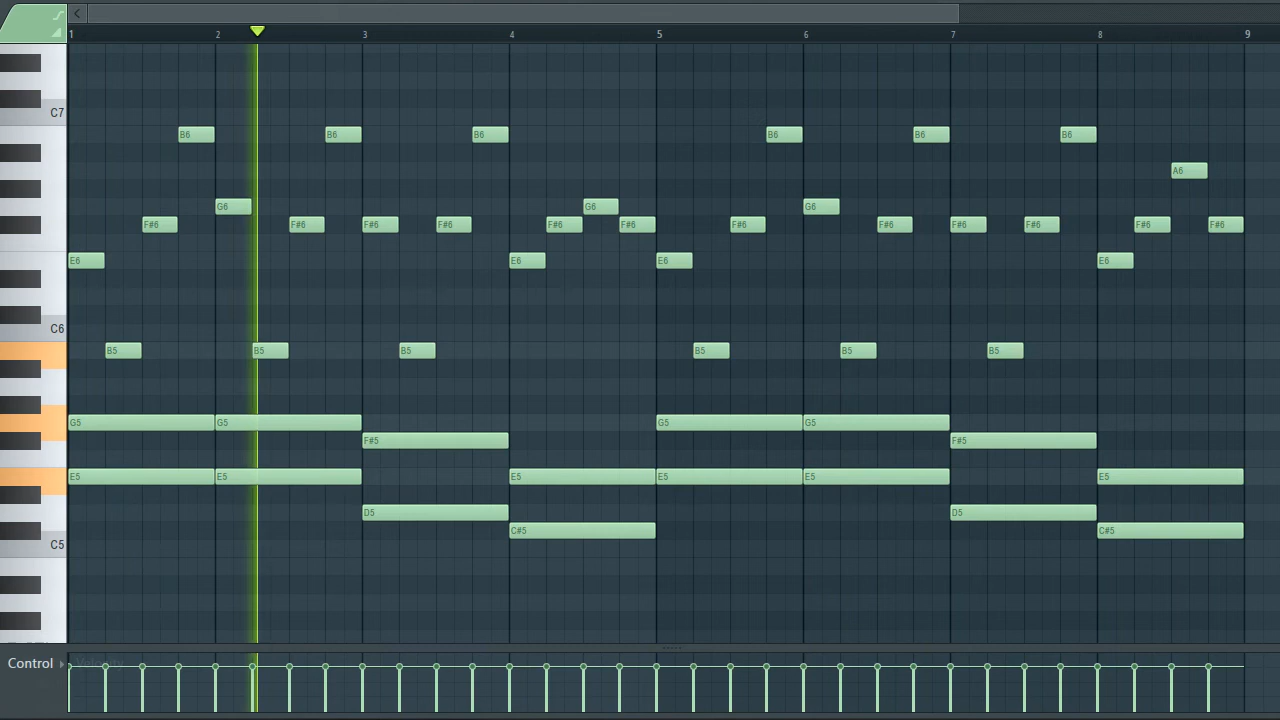 1 2 3 4 5 6 7 8 9
C7
B6 B6 B6 B6 B6 B6
A6
G6 G6 G6
F#6 F#6 F#6 F#6 F#6 F#6 F#6 F#6 F#6 F#6 F#6 F#6
E6 E6 E6 E6
C6
B5 B5 B5 B5 B5 B5
G5 G5 G5 G5
F#5 F#5
E5 E5 E5 E5 E5 E5
D5 D5
C#5 C#5
C5
Control Velocity